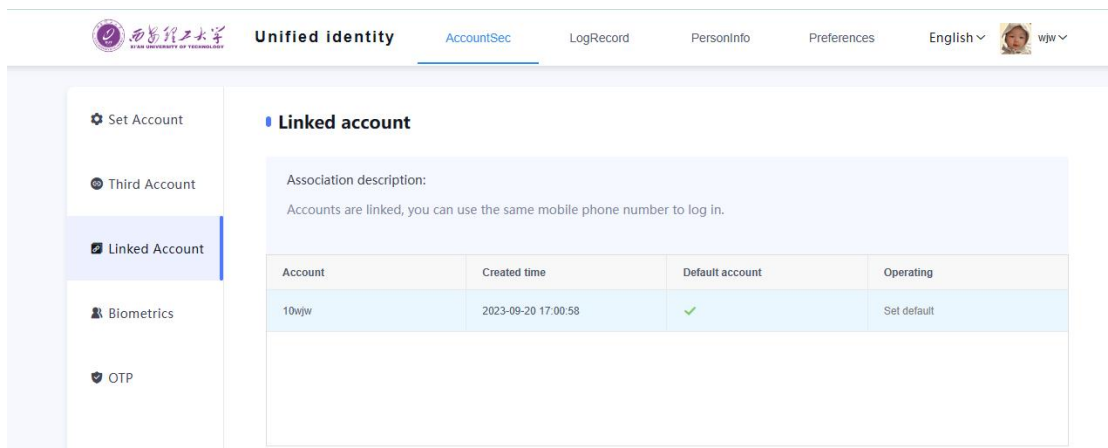 西安理工大学
XI'AN UNIVERSITY OF TECHNOLOGY
Unified identity
AccountSec
LogRecord
PersonInfo
Preferences
English
wjw
Set Account
Third Account
Linked Account
Biometrics
OTP
Linked account
Association description:
Accounts are linked, you can use the same mobile phone number to log in.
Account Created time Default account Operating
10wjw 2023-09-20 17:00:58 Set default